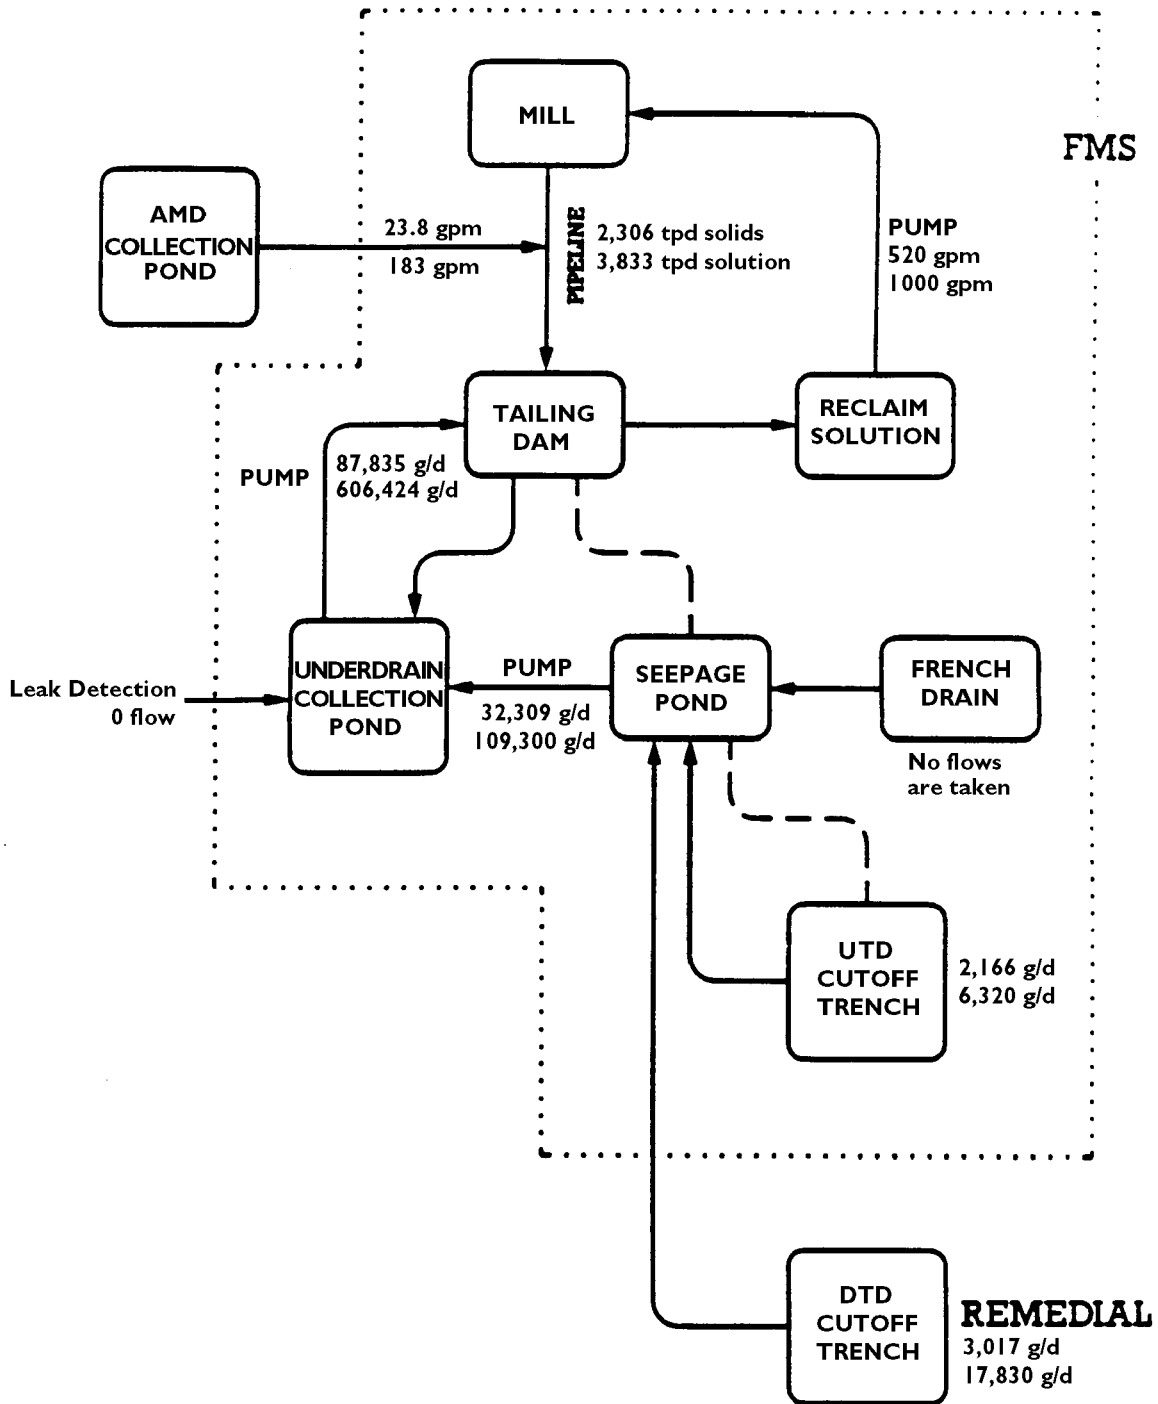 MILL
FMS
AMD
COLLECTION
POND
23.8 gpm
183 gpm
PIPELINE
2,306 tpd solids
3,833 tpd solution
PUMP
520 gpm
1000 gpm
TAILING
DAM
RECLAIM
SOLUTION
PUMP
87,835 g/d
606,424 g/d
Leak Detection
0 flow
UNDERDRAIN
COLLECTION
POND
PUMP
32,309 g/d
109,300 g/d
SEEPAGE
POND
FRENCH
DRAIN
No flows
are taken
UTD
CUTOFF
TRENCH
2,166 g/d
6,320 g/d
DTD
CUTOFF
TRENCH
REMEDIAL
3,017 g/d
17,830 g/d